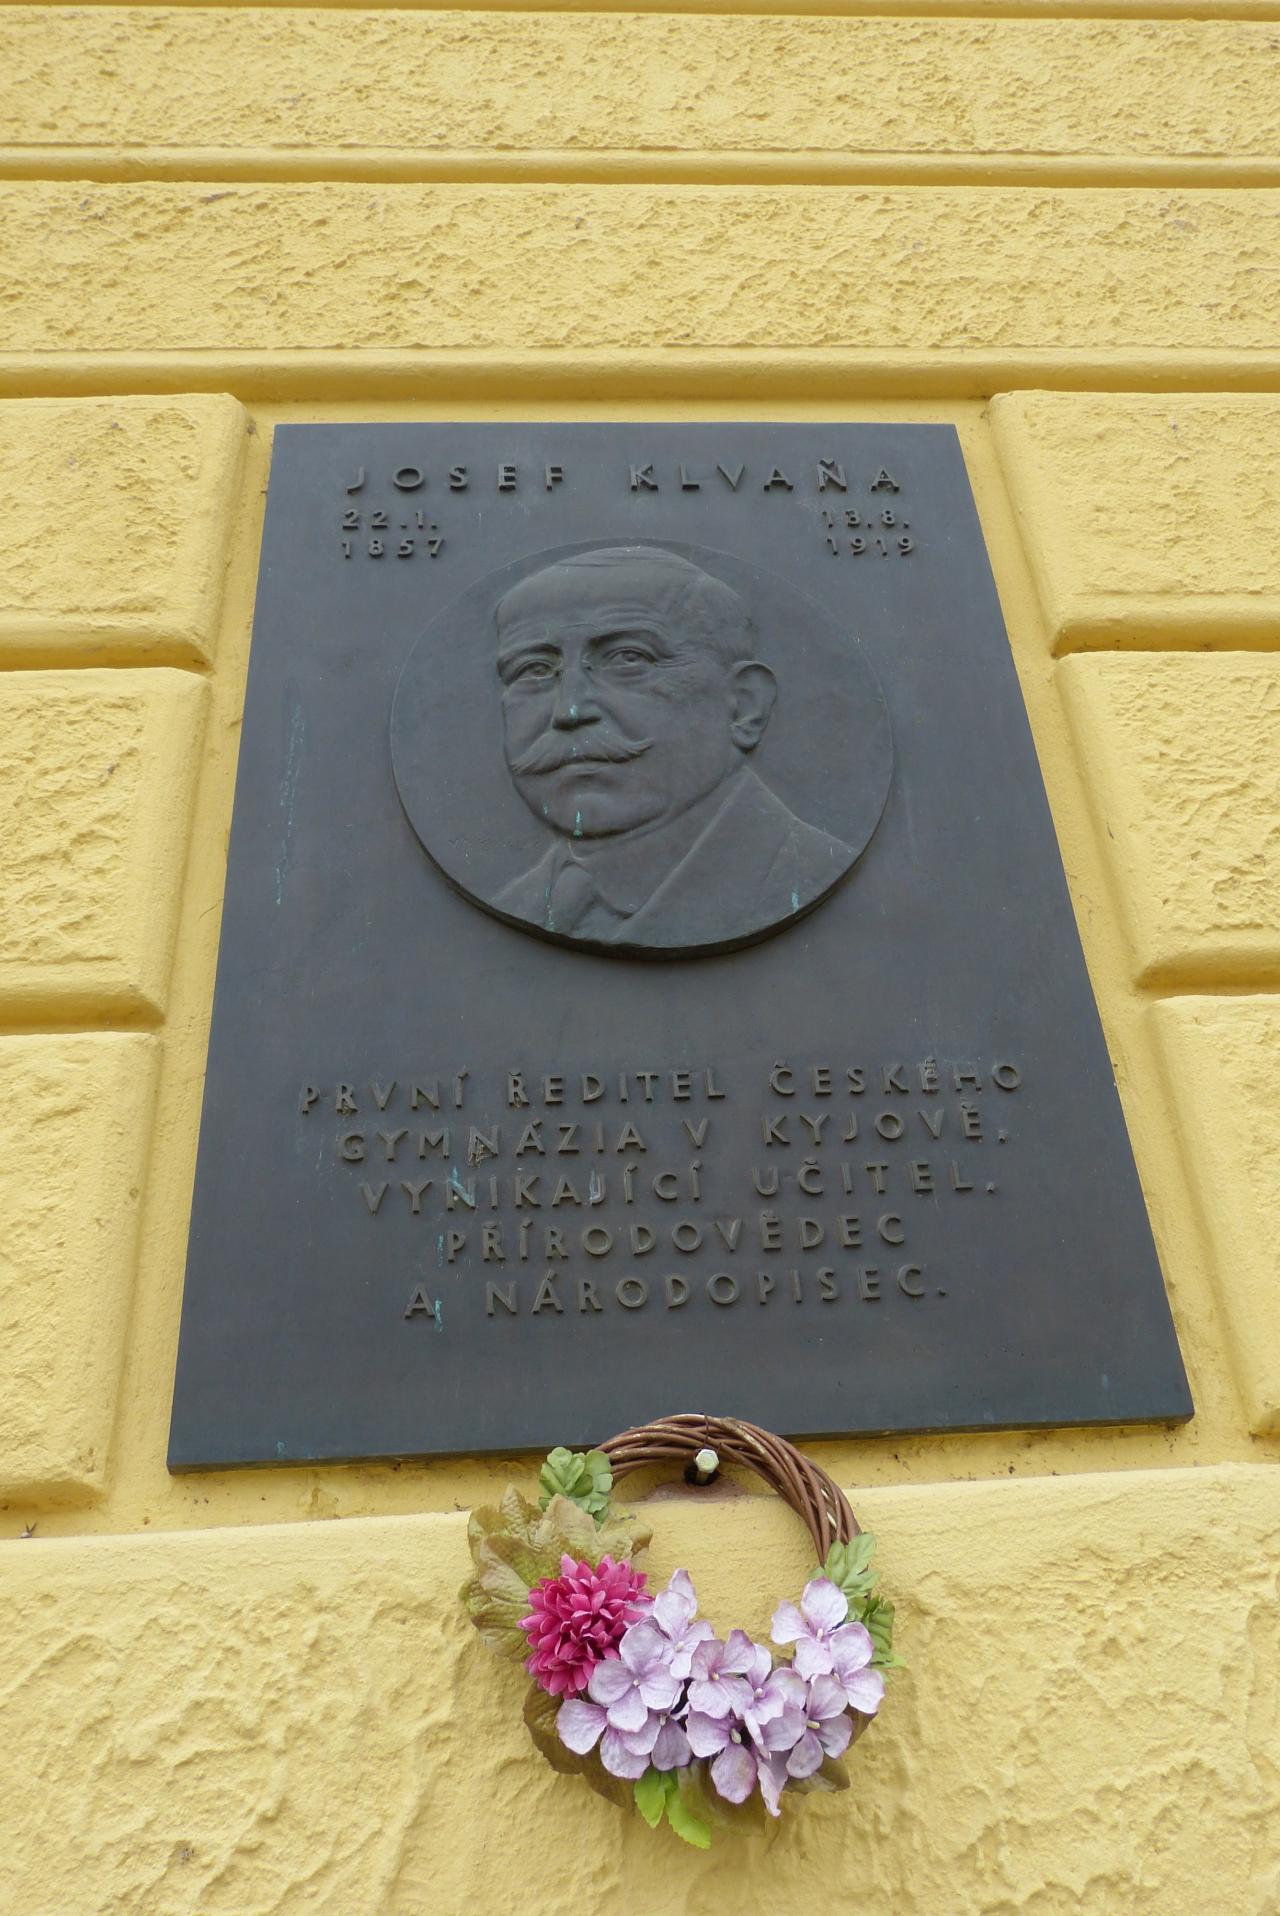 JOSEF KLVAŇA
22.1. 13.8.
1857 1919
PRVNÍ ŘEDITEL ČESKÉHO
GYMNÁZIA V KYJOVĚ.
VYNIKAJÍCÍ UČITEL.
PŘÍRODOVĚDEC
A NÁRODOPISEC.